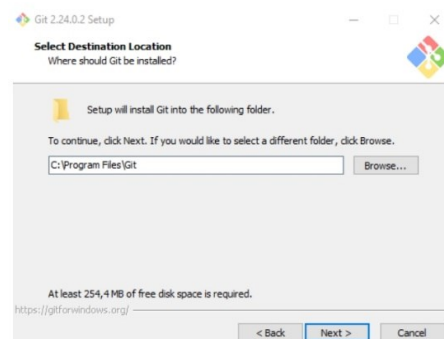 Git 2.24.0.2 Setup
Select Destination Location
Where should Git be installed?
Setup will install Git into the following folder.
To continue, click Next. If you would like to select a different folder, click Browse.
C:\Program Files\Git
Browse...
At least 254,4 MB of free disk space is required.
https://gitforwindows.org/
< Back
Next >
Cancel